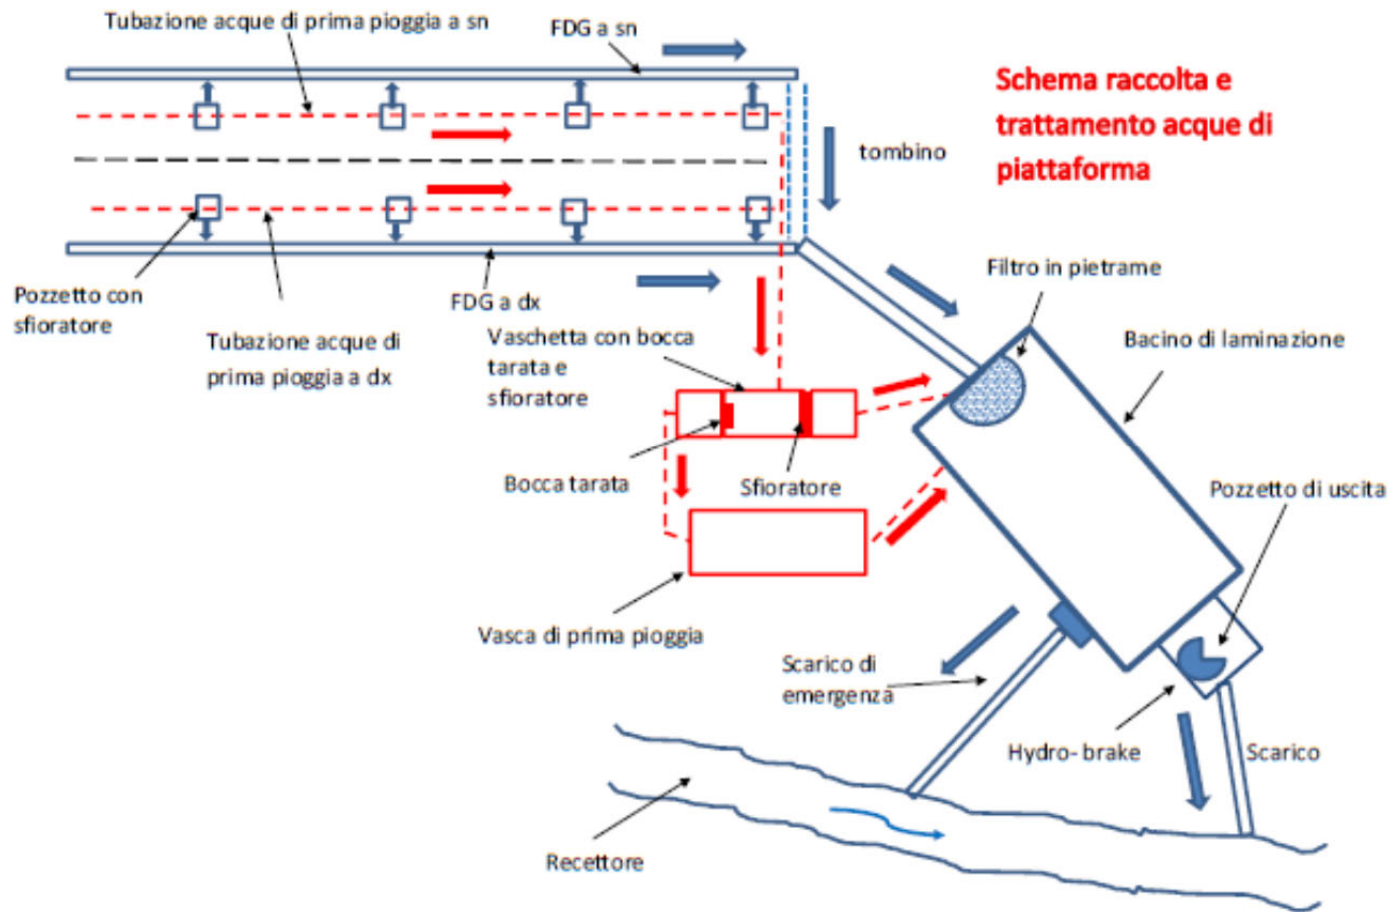 Tubazione acque di prima pioggia a sn
FDG a sn
Schema raccolta e
trattamento acque di
piattaforma
tombino
Filtro in pietrame
Pozzetto con
sfioratore
FDG a dx
Tubazione acque di
prima pioggia a dx
Vaschetta con bocca
tarata e
sfioratore
Bacino di laminazione
Bocca tarata
Sfioratore
Pozzetto di uscita
Vasca di prima pioggia
Scarico di
emergenza
Hydro- brake
Scarico
Recettore